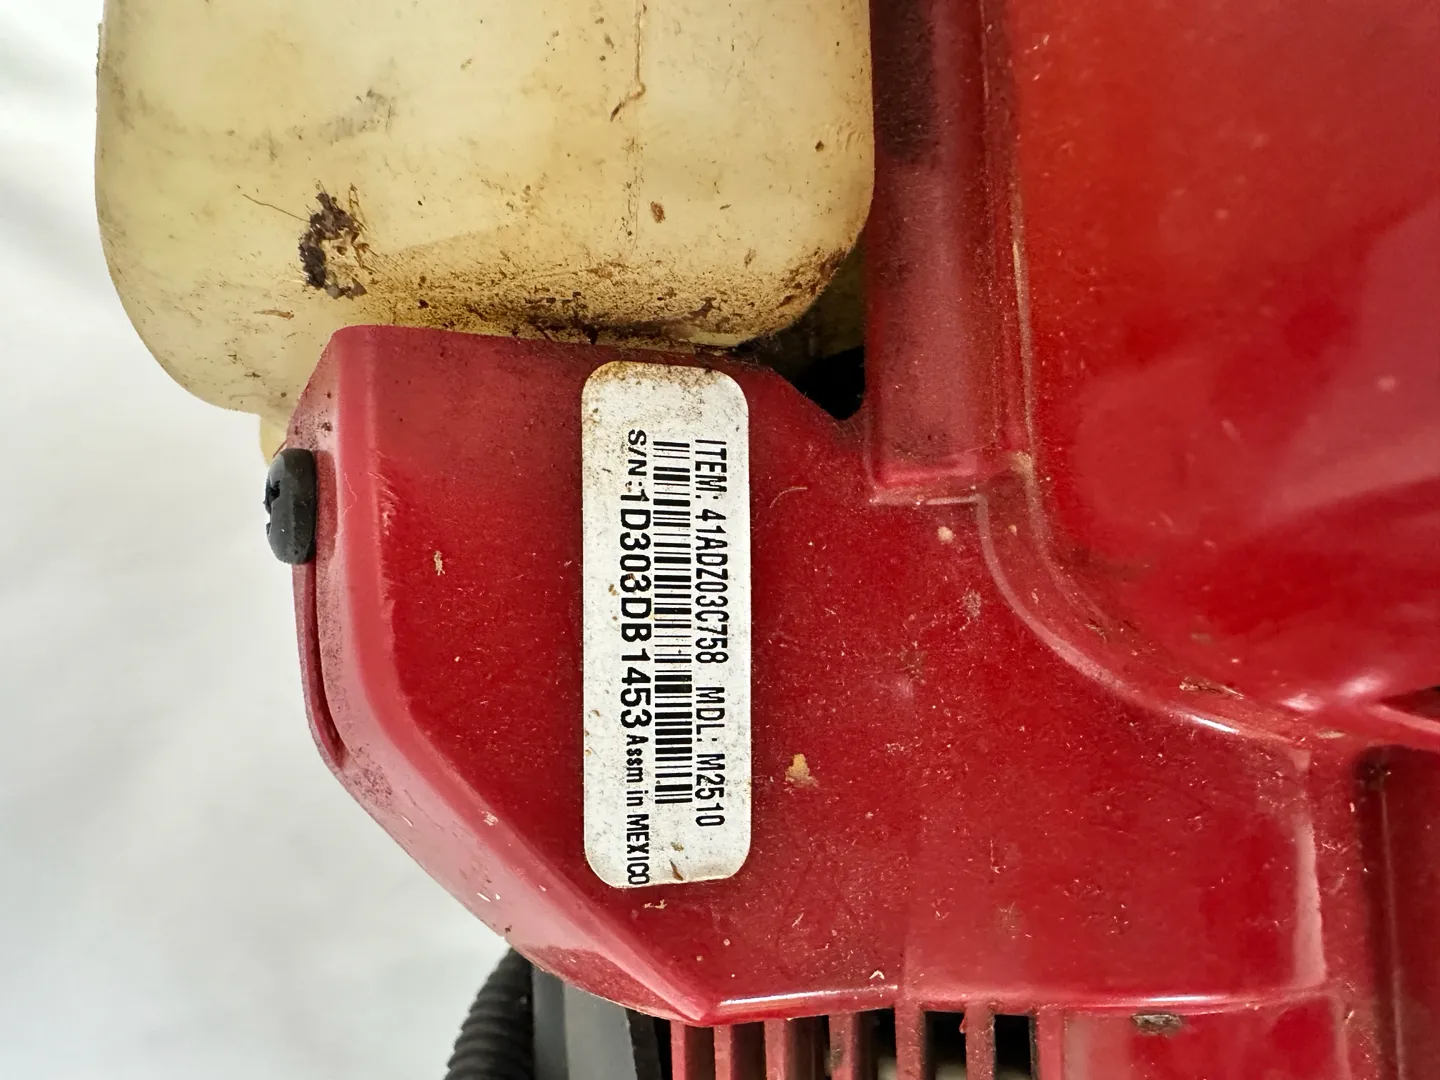 ITEM: 41ADZ03C758 MDL: M2510
S/N:1D303DB1453 Assm in MEXICO